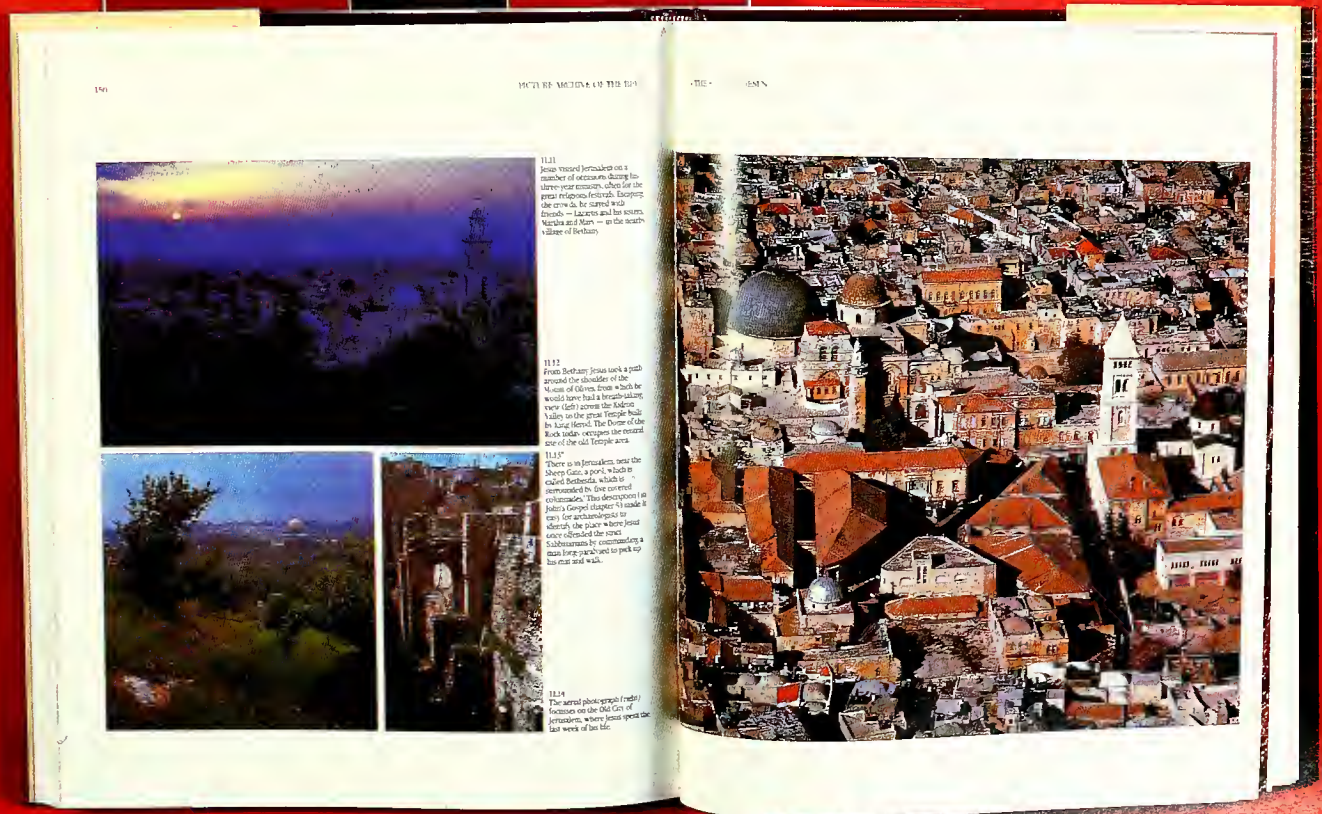 150
PICTURE ARCHIVE OF THE BI
THE
JESUS
11.11
Jesus visited Jerusalem on a
number of occasions during his
three-year ministry, often for the
great religious festivals. Escaping
the crowds, he stayed with
friends — Lazarus and his sisters,
Martha and Mary — in the nearby
village of Bethany.
11.12
From Bethany Jesus took a path
around the shoulder of the
Mount of Olives, from which he
would have had a breath-taking
view (left) across the Kidron
Valley to the great Temple built
by King Herod. The Dome of the
Rock today occupies the central
site of the old Temple area.
11.13
'There is in Jerusalem, near the
Sheep Gate, a pool, which is
called Bethesda, which is
surrounded by five covered
colonnades.' This description (in
John's Gospel chapter 5) made it
easy for archaeologists to
identify the place where Jesus
once offended the strict
Sabbatarians by commanding a
man long-paralysed to pick up
his mat and walk.
11.14
The aerial photograph (right)
focusses on the Old City of
Jerusalem, where Jesus spent the
last week of his life.